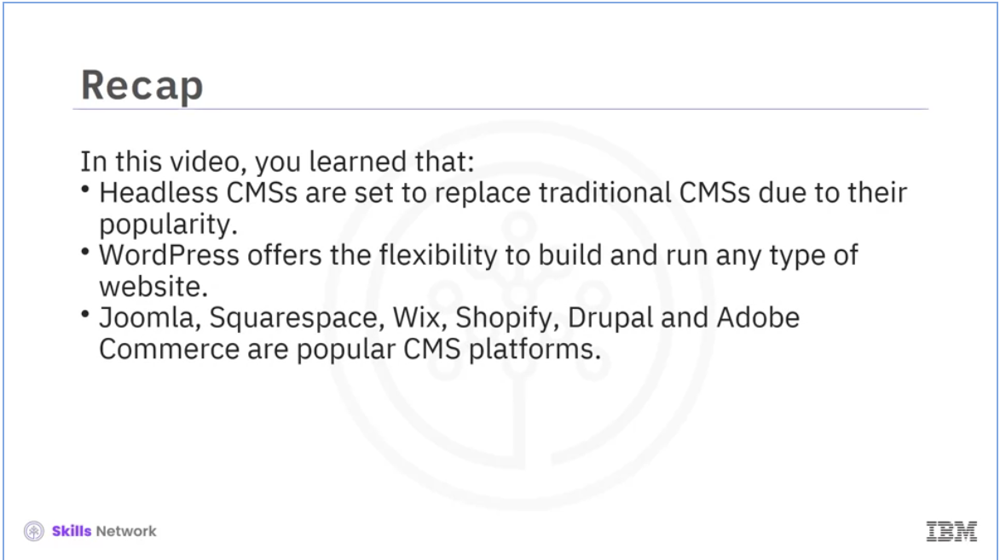 Recap
In this video, you learned that:
• Headless CMSs are set to replace traditional CMSs due to their
popularity.
• WordPress offers the flexibility to build and run any type of
website.
• Joomla, Squarespace, Wix, Shopify, Drupal and Adobe
Commerce are popular CMS platforms.
Skills Network
IBM